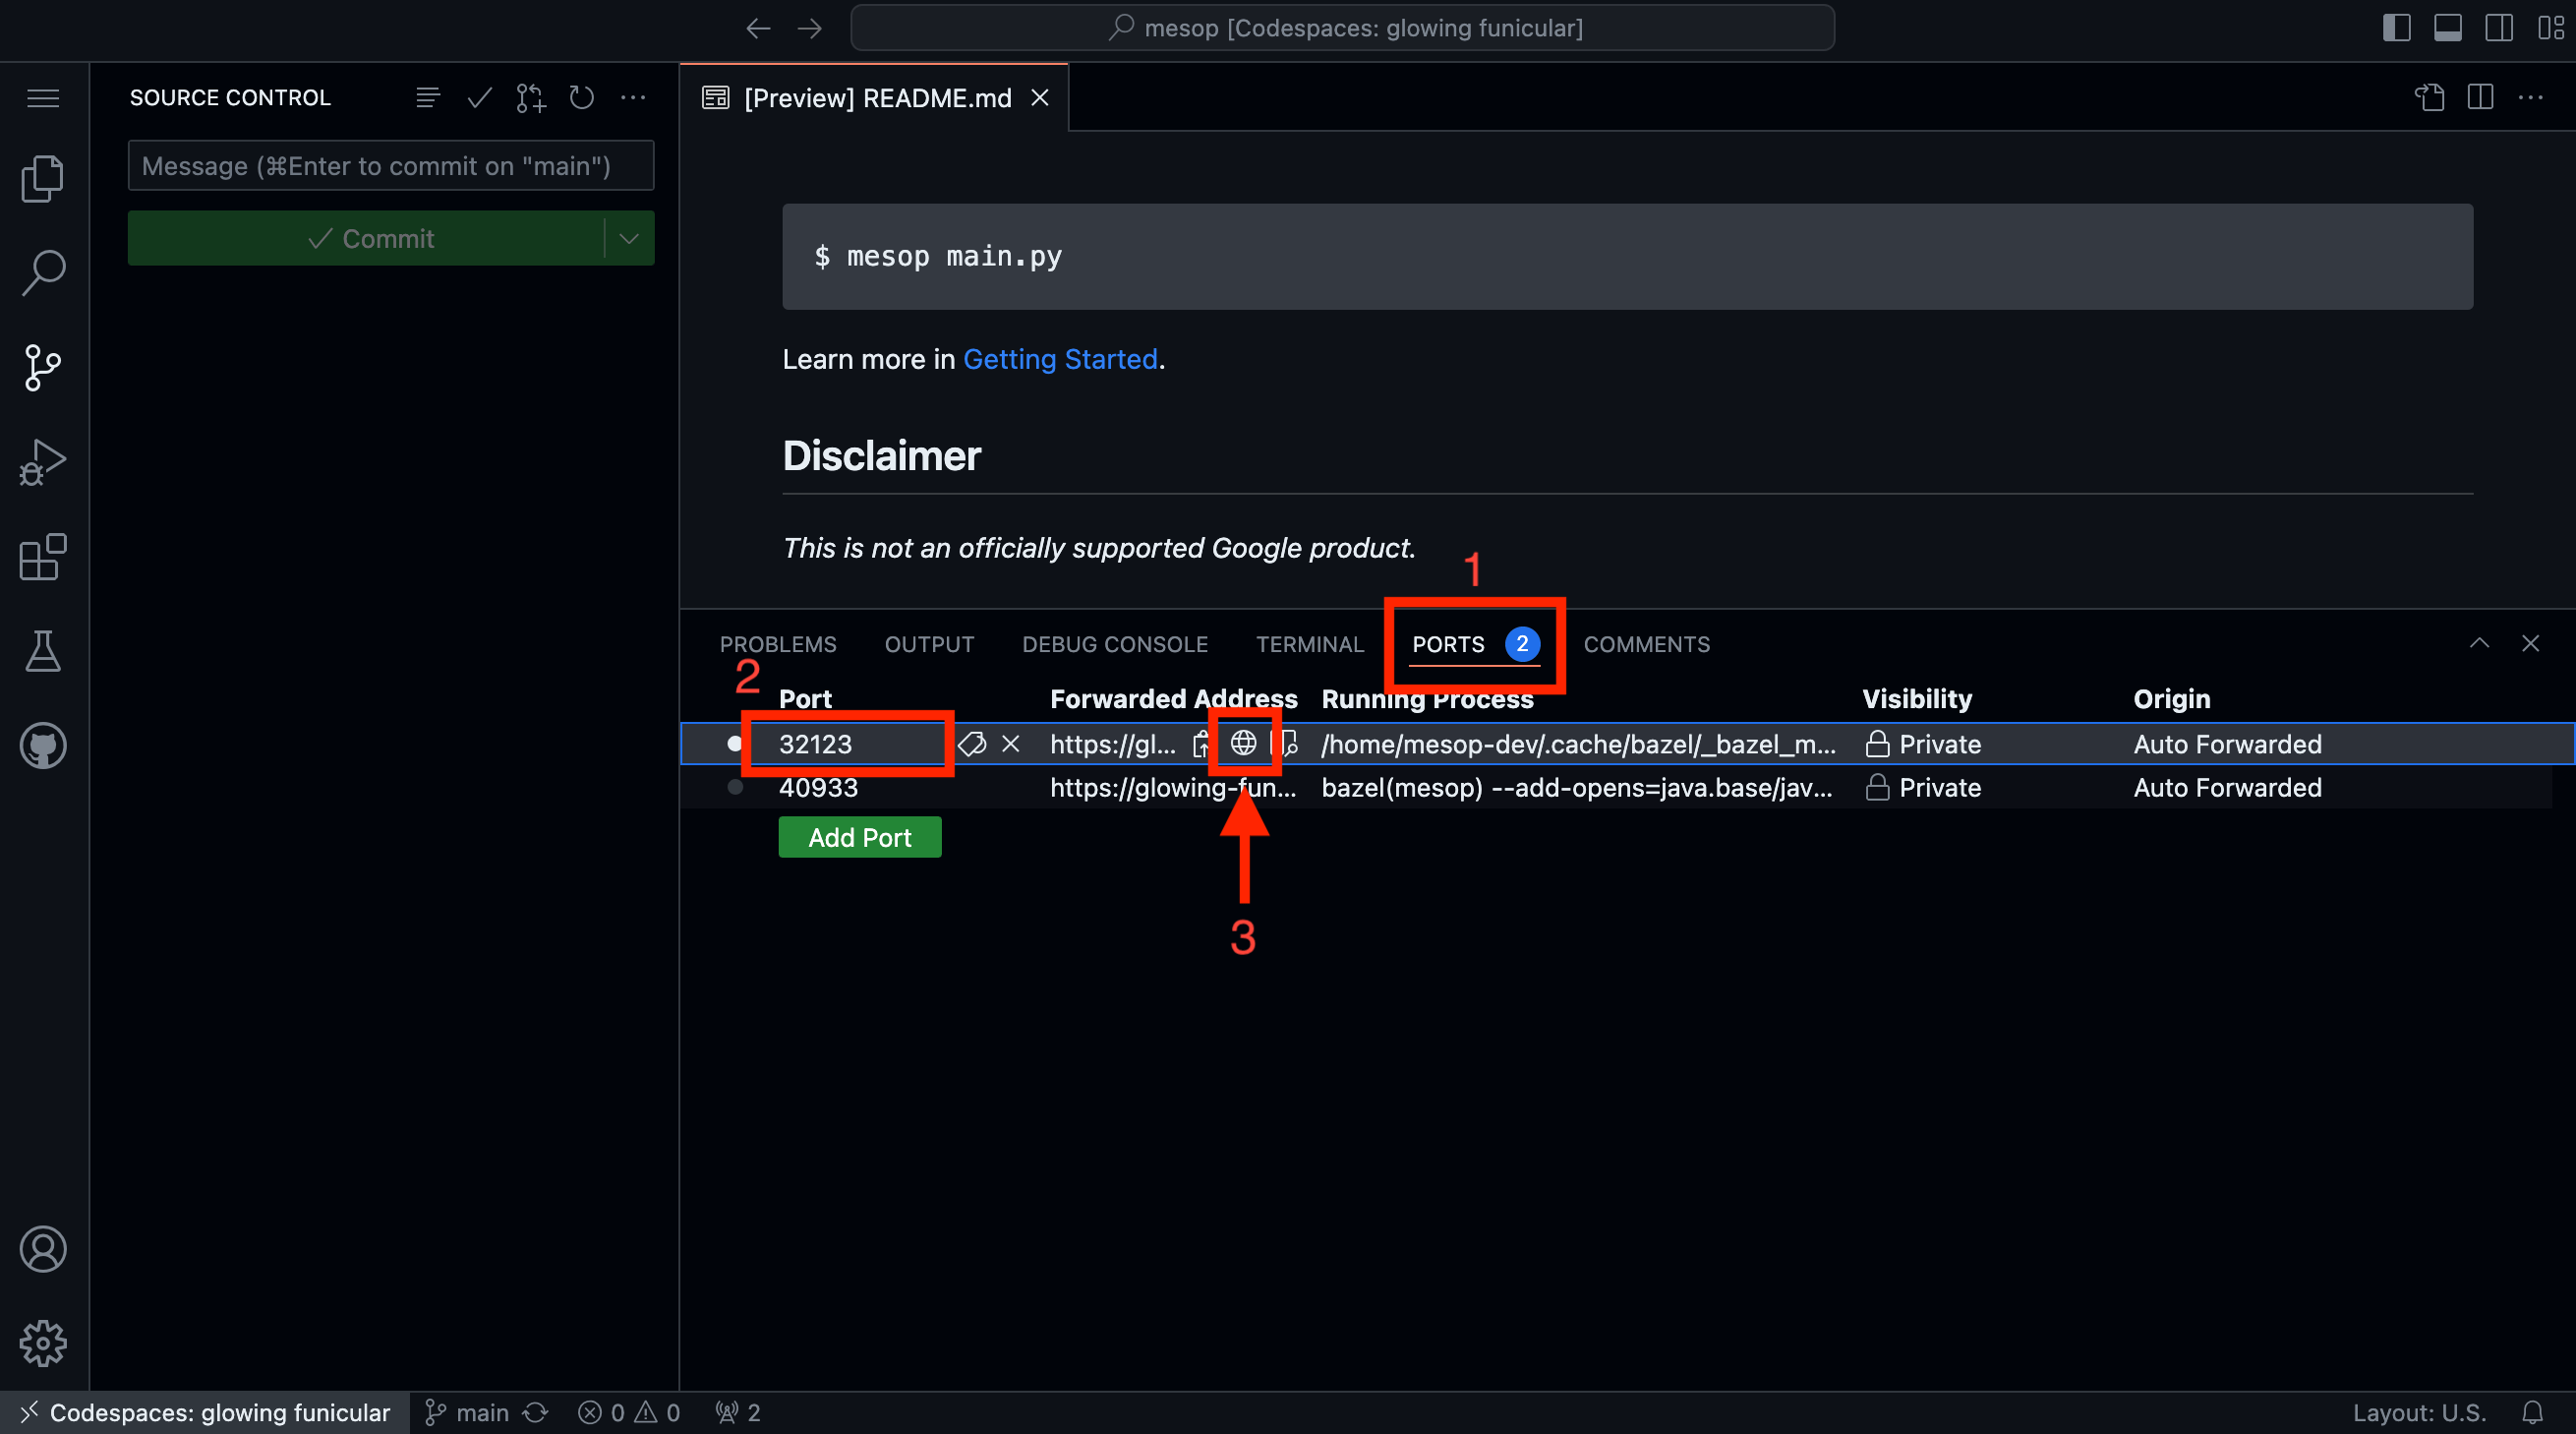 mesop [Codespaces: glowing funicular]
SOURCE CONTROL
[Preview] README.md
Message (⌘Enter to commit on "main")
Commit
$ mesop main.py
Learn more in Getting Started.
Disclaimer
This is not an officially supported Google product.
1
PROBLEMS OUTPUT DEBUG CONSOLE TERMINAL PORTS 2 COMMENTS
2
Port Forwarded Address Running Process Visibility Origin
32123 https://gl... /home/mesop-dev/.cache/bazel/_bazel_m... Private Auto Forwarded
40933 https://glowing-fun... bazel(mesop) --add-opens=java.base/jav... Private Auto Forwarded
Add Port
3
Codespaces: glowing funicular main 0 0 2 Layout: U.S.